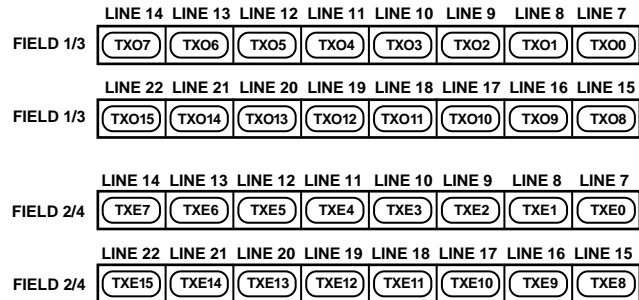 LINE 14 LINE 13 LINE 12 LINE 11 LINE 10 LINE 9 LINE 8 LINE 7
FIELD 1/3 TXO7 TXO6 TXO5 TXO4 TXO3 TXO2 TXO1 TXO0
LINE 22 LINE 21 LINE 20 LINE 19 LINE 18 LINE 17 LINE 16 LINE 15
FIELD 1/3 TXO15 TXO14 TXO13 TXO12 TXO11 TXO10 TXO9 TXO8
LINE 14 LINE 13 LINE 12 LINE 11 LINE 10 LINE 9 LINE 8 LINE 7
FIELD 2/4 TXE7 TXE6 TXE5 TXE4 TXE3 TXE2 TXE1 TXE0
LINE 22 LINE 21 LINE 20 LINE 19 LINE 18 LINE 17 LINE 16 LINE 15
FIELD 2/4 TXE15 TXE14 TXE13 TXE12 TXE11 TXE10 TXE9 TXE8